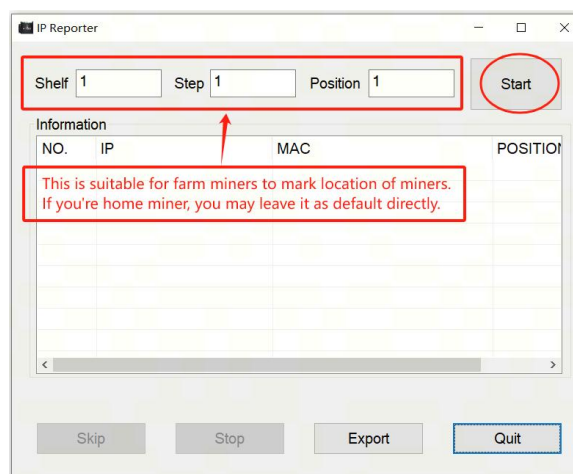 IP Reporter
Shelf 1 Step 1 Position 1 Start
Information
NO. IP MAC POSITION
This is suitable for farm miners to mark location of miners.
If you're home miner, you may leave it as default directly.
Skip Stop Export Quit